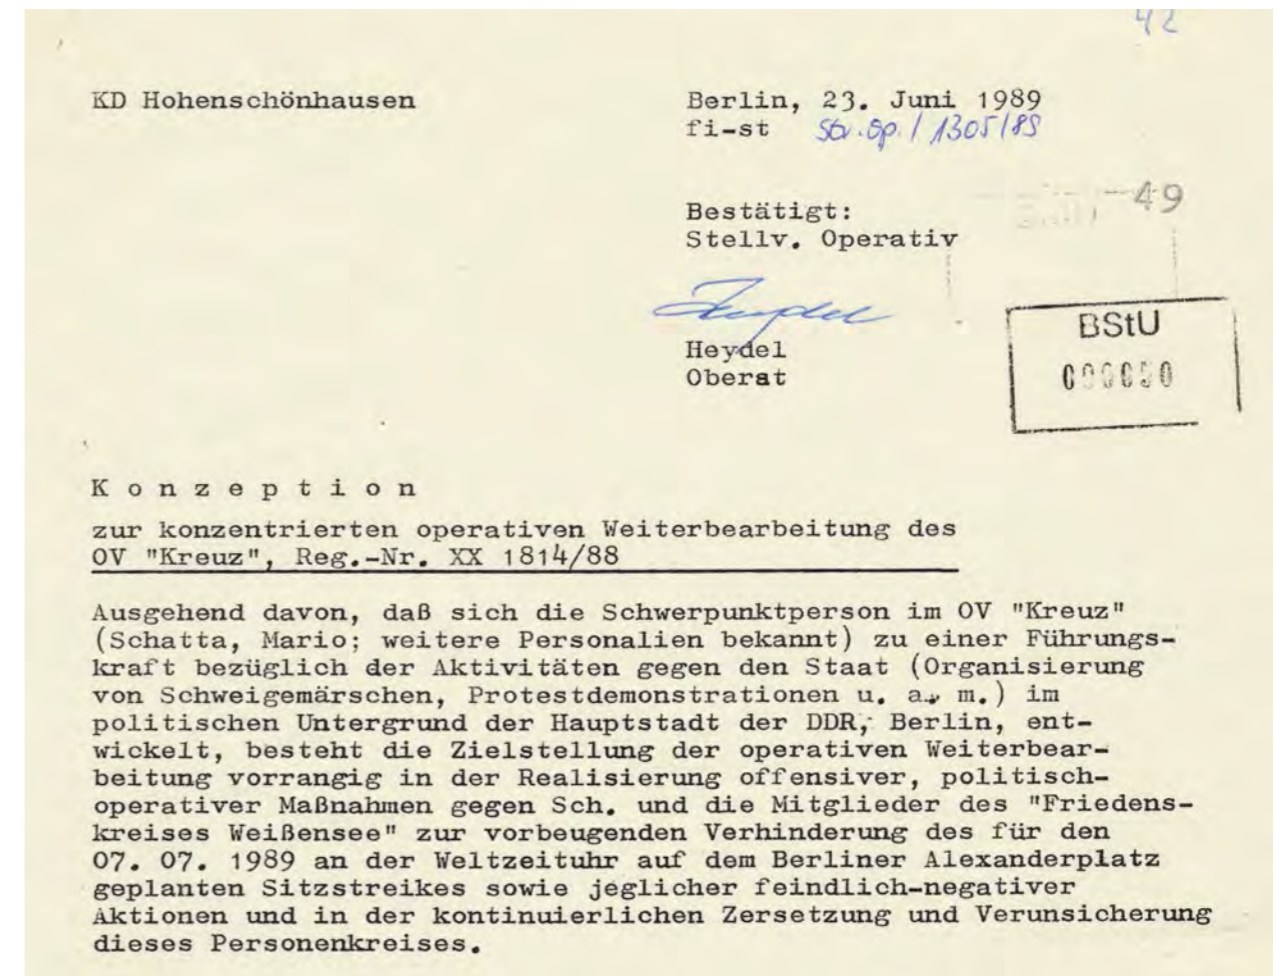 42
KD Hohenschönhausen
Berlin, 23. Juni 1989
fi-st /1305/89
Bestätigt:
49
Stellv. Operativ
BStU
000050
Heydel
Oberat
Konzeption
zur konzentrierten operativen Weiterbearbeitung des
OV "Kreuz", Reg.-Nr. XX 1814/88
Ausgehend davon, daß sich die Schwerpunktperson im OV "Kreuz"
(Schatta, Mario; weitere Personalien bekannt) zu einer Führungs-
kraft bezüglich der Aktivitäten gegen den Staat (Organisierung
von Schweigemärschen, Protestdemonstrationen u. a. m.) im
politischen Untergrund der Hauptstadt der DDR, Berlin, ent-
wickelt, besteht die Zielstellung der operativen Weiterbear-
beitung vorrangig in der Realisierung offensiver, politisch-
operativer Maßnahmen gegen Sch. und die Mitglieder des "Friedens-
kreises Weißensee" zur vorbeugenden Verhinderung des für den
07. 07. 1989 an der Weltzeituhr auf dem Berliner Alexanderplatz
geplanten Sitzstreikes sowie jeglicher feindlich-negativer
Aktionen und in der kontinuierlichen Zersetzung und Verunsicherung
dieses Personenkreises.